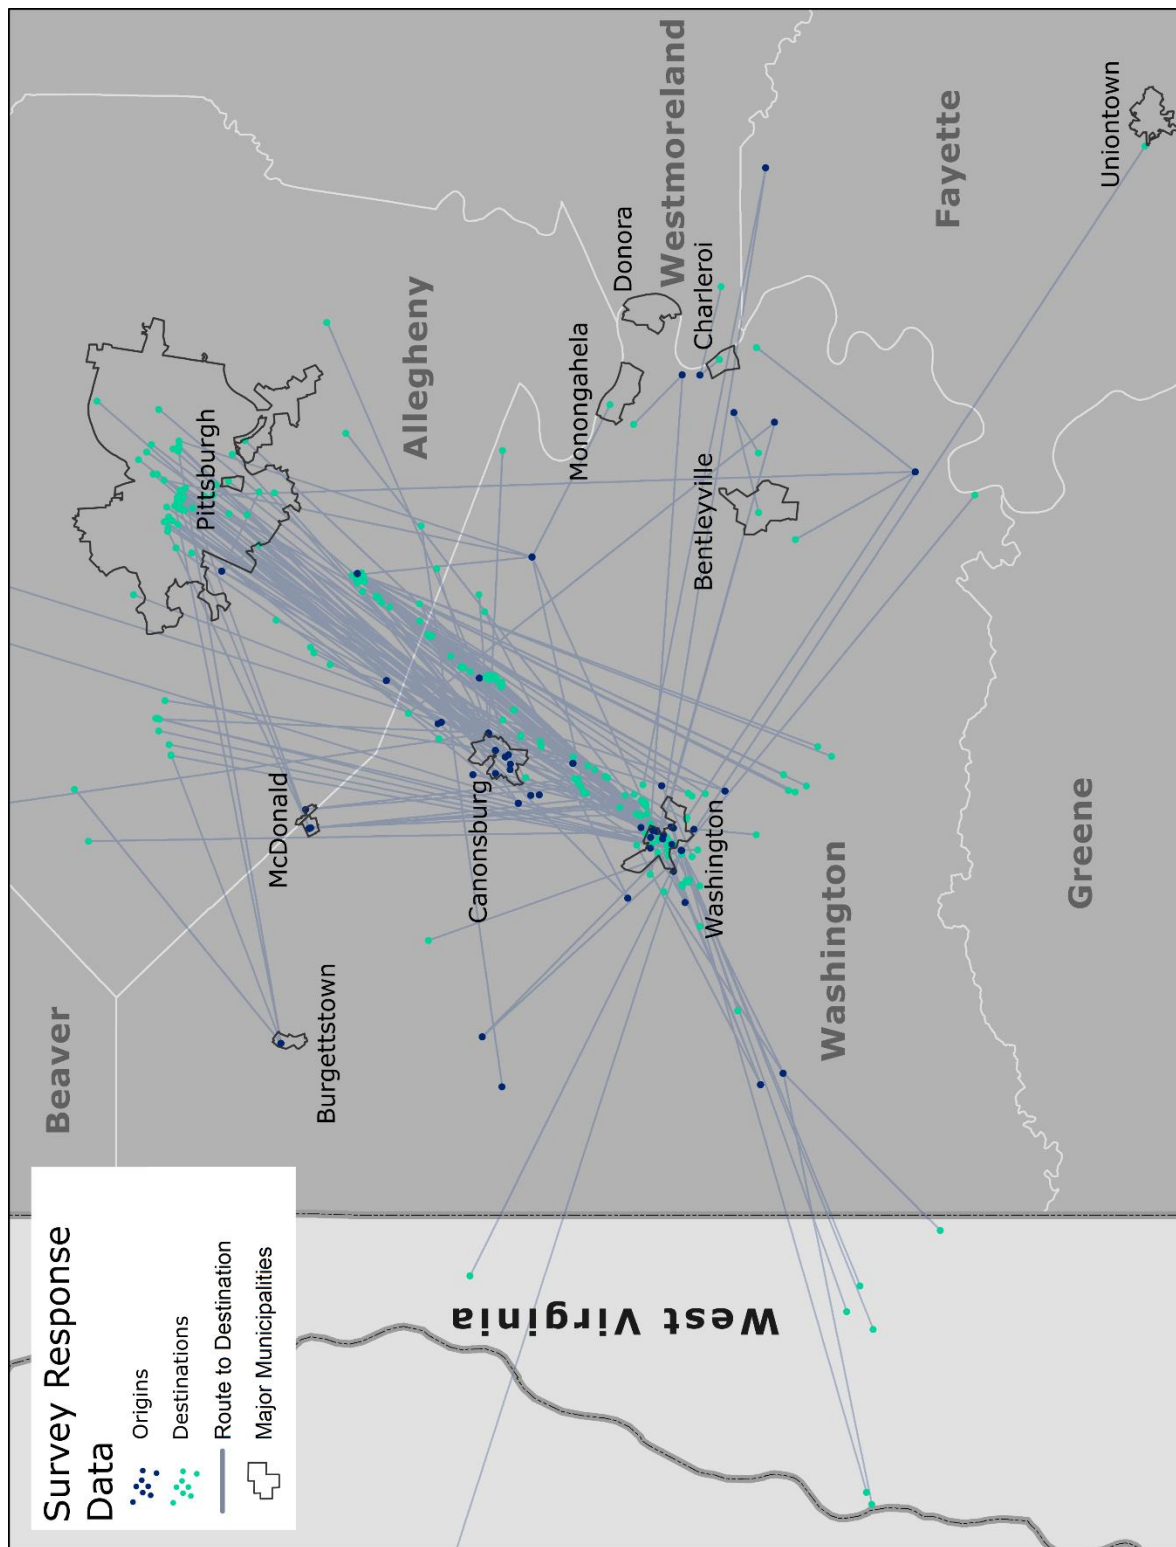 Survey Response
Data
Origins
Destinations
Route to Destination
Major Municipalities
Beaver
Burgettstown
McDonald
Pittsburgh
Allegheny
Canonsburg
Monongahela
Donora
Westmoreland
Charleroi
Bentleyville
Washington
Washington
West Virginia
Fayette
Uniontown
Greene